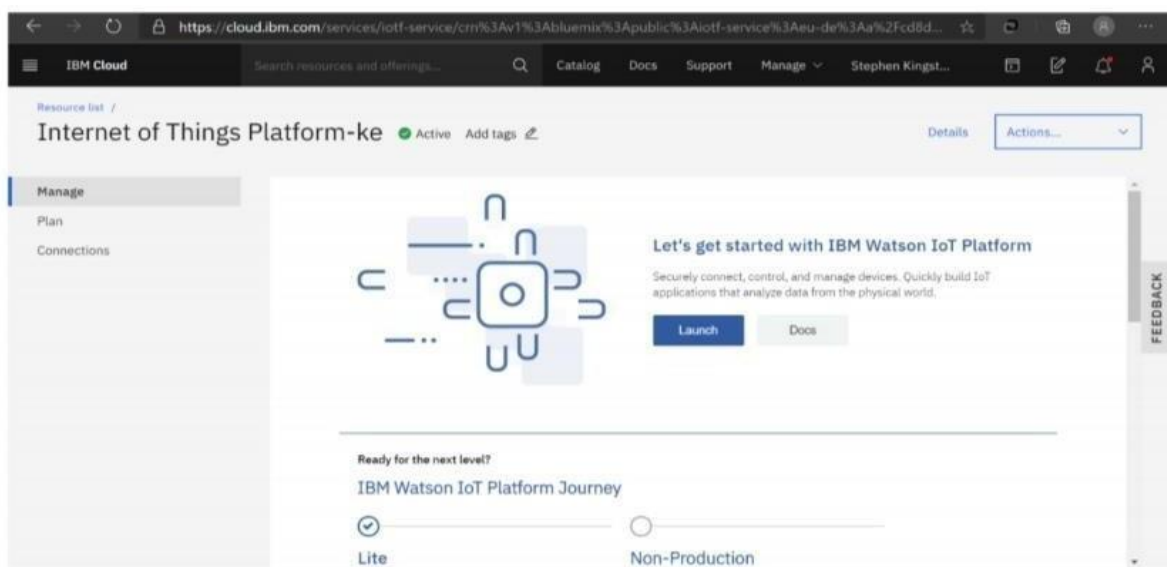 https://cloud.ibm.com/services/iotf-service/crn%3Av1%3Abluemix%3Apublic%3Aiotf-service%3Aeu-de%3Aa%2Fcd8d...
IBM Cloud Search resources and offerings... Catalog Docs Support Manage Stephen Kingst...
Resource list /
Internet of Things Platform-ke Active Add tags Details Actions...
Manage
Plan
Connections
Let's get started with IBM Watson IoT Platform
Securely connect, control, and manage devices. Quickly build IoT
applications that analyze data from the physical world.
Launch Docs
FEEDBACK
Ready for the next level?
IBM Watson IoT Platform Journey
Lite Non-Production